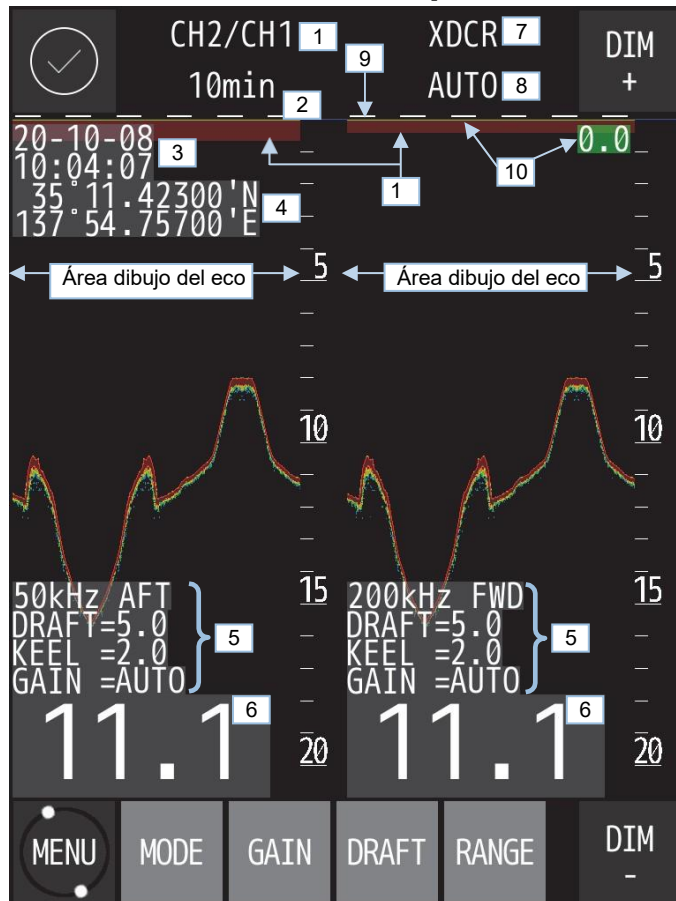 CH2/CH1 1
XDCR 7
DIM
+
9
10min
AUTO 8
2
20-10-08
10:04:07
3
0.0
10
1
35°11.42300'N
137°54.75700'E
4
5
5
Área dibujo del eco
Área dibujo del eco
10
10
15
15
50kHz AFT
DRAFT=5.0
KEEL =2.0
GAIN =AUTO
5
200kHz FWD
DRAFT=5.0
KEEL =2.0
GAIN =AUTO
5
11.1
6
20
11.1
6
20
MENU
MODE
GAIN
DRAFT
RANGE
DIM
-